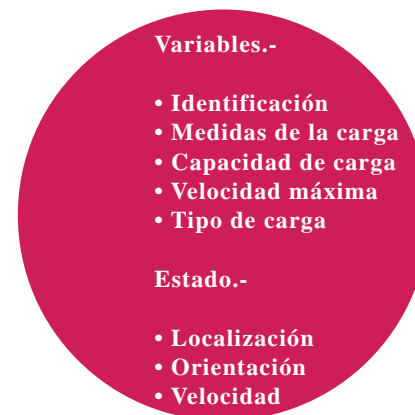 Variables.-
• Identificación
• Medidas de la carga
• Capacidad de carga
• Velocidad máxima
• Tipo de carga
Estado.-
• Localización
• Orientación
• Velocidad